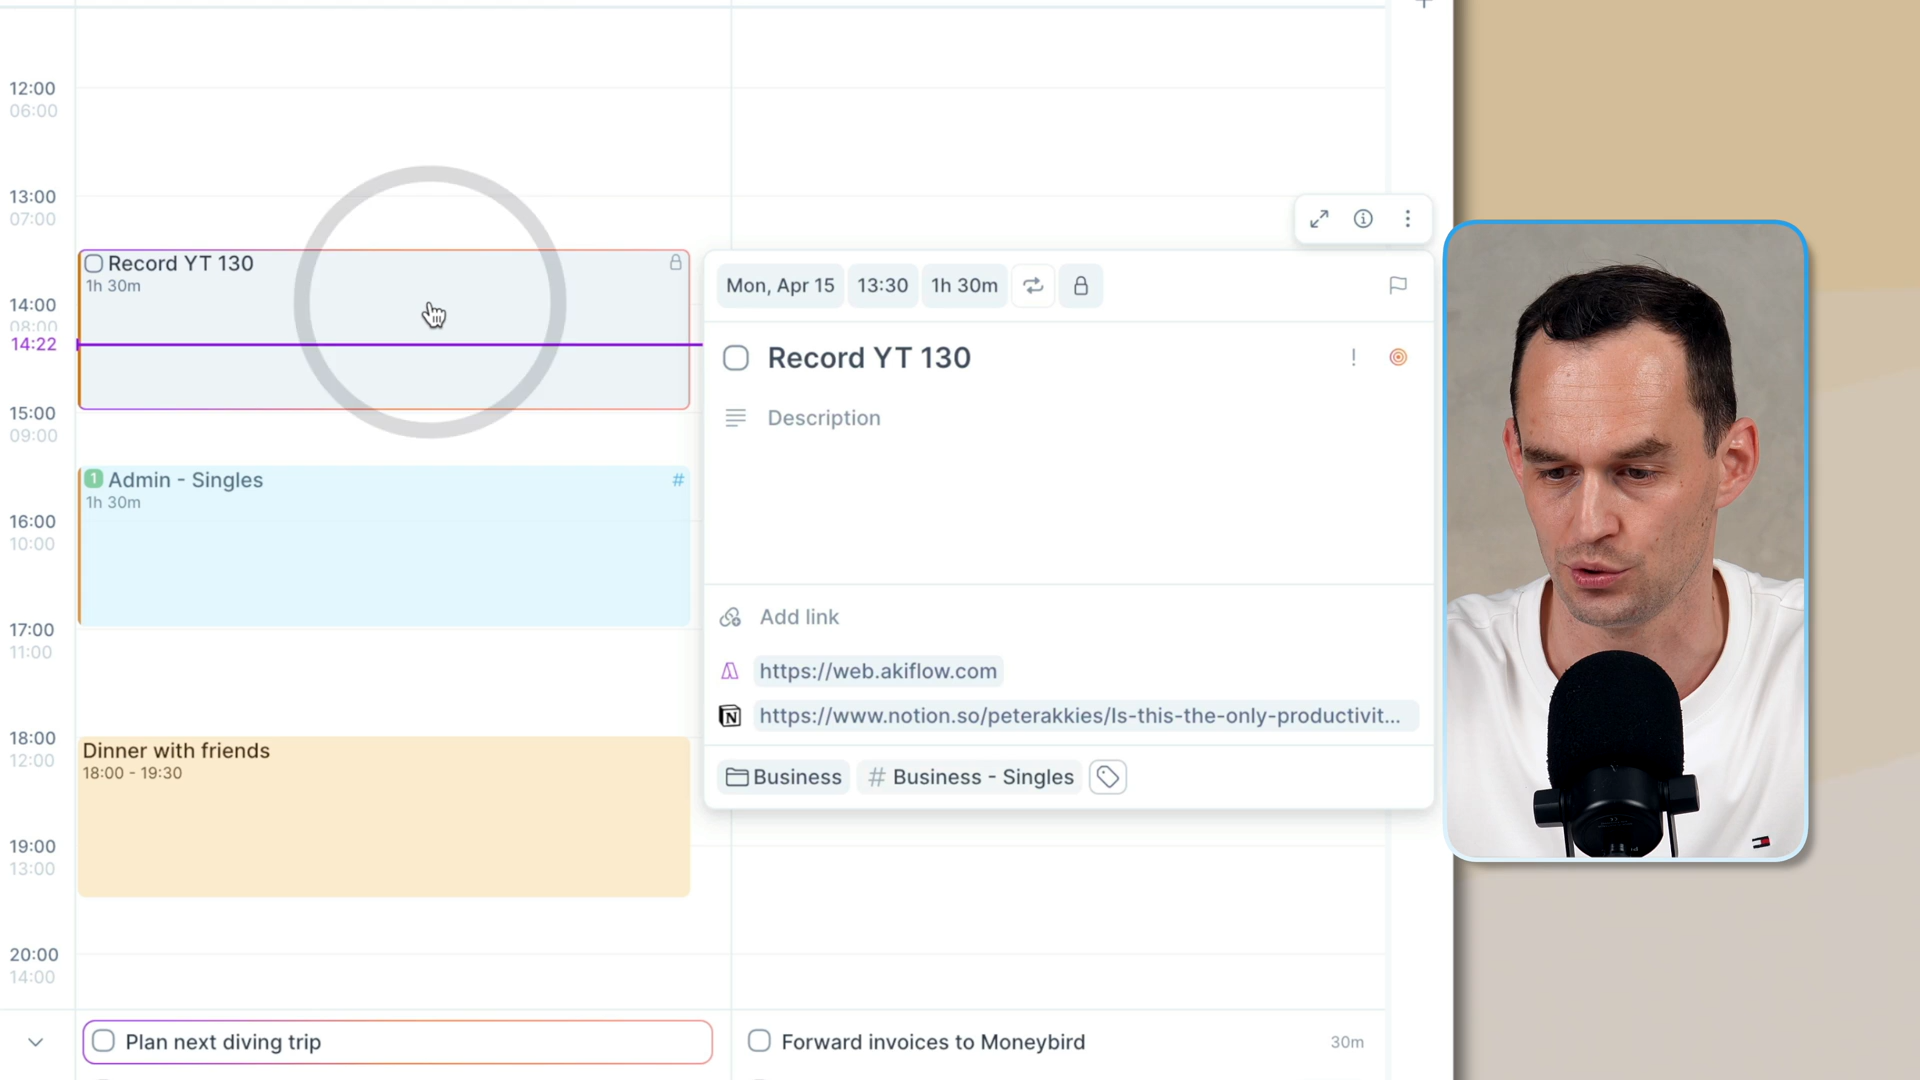 12:00
06:00
13:00
07:00
Record YT 130
1h 30m
14:00
08:00
14:22
15:00
09:00
1 Admin - Singles #
1h 30m
16:00
10:00
17:00
11:00
18:00
12:00
Dinner with friends
18:00 - 19:30
19:00
13:00
20:00
14:00
Mon, Apr 15 13:30 1h 30m
Record YT 130 !
Description
Add link
https://web.akiflow.com
N https://www.notion.so/peterakkies/Is-this-the-only-productivit...
Business # Business - Singles
Plan next diving trip
Forward invoices to Moneybird 30m